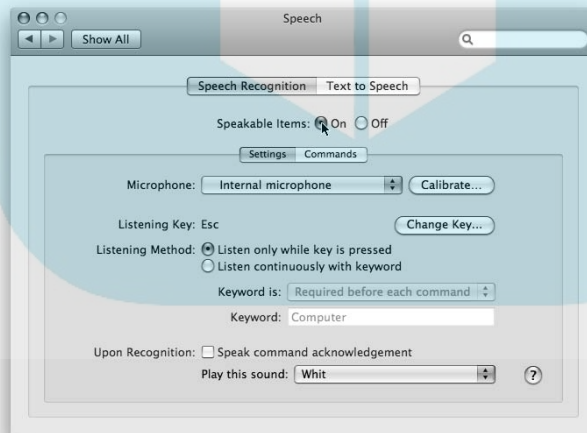 Speech
Show All
Speech Recognition Text to Speech
Speakable Items: On Off
Settings Commands
Microphone: Internal microphone Calibrate...
Listening Key: Esc Change Key...
Listening Method: Listen only while key is pressed
Listen continuously with keyword
Keyword is: Required before each command
Keyword: Computer
Upon Recognition: Speak command acknowledgement
Play this sound: Whit ?